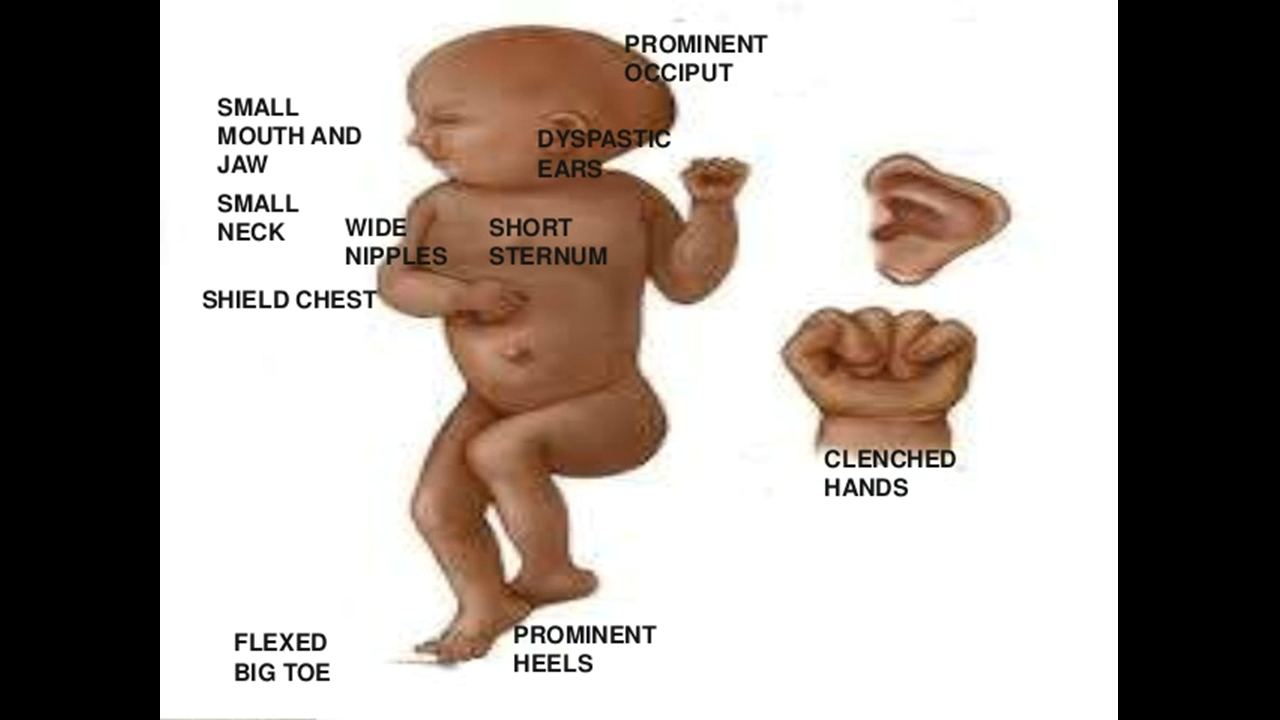 PROMINENT
OCCIPUT
SMALL
MOUTH AND
JAW
DYSPASTIC
EARS
SMALL
NECK
WIDE
NIPPLES
SHORT
STERNUM
SHIELD CHEST
CLENCHED
HANDS
FLEXED
BIG TOE
PROMINENT
HEELS